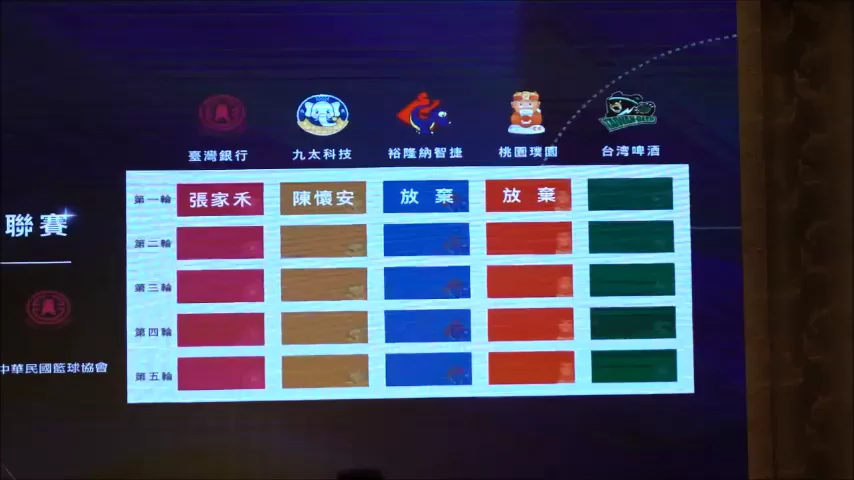 臺灣銀行 九太科技 裕隆納智捷 桃園璞園 台湾啤酒
第一輪 張家禾 陳懷安 放棄 放棄
聯賽
第二輪
第三輪
第四輪
中華民國籃球協會
第五輪